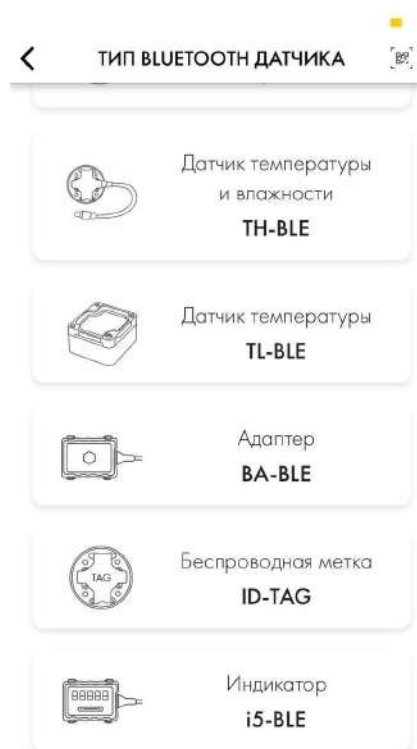 ТИП BLUETOOTH ДАТЧИКА
Датчик температуры
и влажности
TH-BLE
Датчик температуры
TL-BLE
Адаптер
BA-BLE
TAG
Беспроводная метка
ID-TAG
88888
Индикатор
i5-BLE